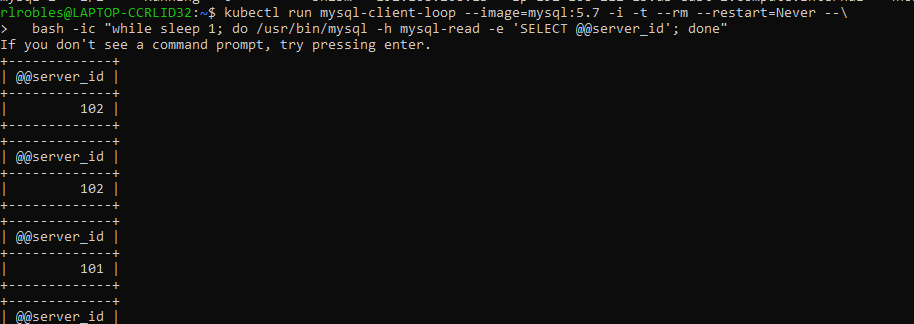 rlrobles@LAPTOP-CCRLID32:~$ kubectl run mysql-client-loop --image=mysql:5.7 -i -t --rm --restart=Never --\
>   bash -ic "while sleep 1; do /usr/bin/mysql -h mysql-read -e 'SELECT @@server_id'; done"
If you don't see a command prompt, try pressing enter.
+-------------+
| @@server_id |
+-------------+
|         102 |
+-------------+
+-------------+
| @@server_id |
+-------------+
|         102 |
+-------------+
+-------------+
| @@server_id |
+-------------+
|         101 |
+-------------+
+-------------+
| @@server_id |